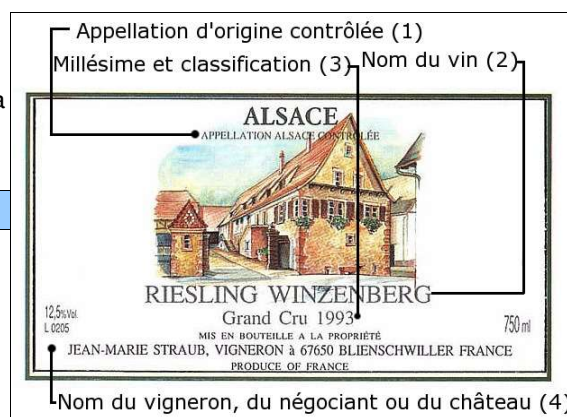 Appellation d'origine contrôlée (1)
Millésime et classification (3) Nom du vin (2)
a
ALSACE
APPELLATION ALSACE CONTRÔLÉE
RIESLING WINZENBERG
Grand Cru 1993
12,5% Vol.
L 0205
750 ml
MIS EN BOUTEILLE A LA PROPRIÉTÉ
JEAN-MARIE STRAUB, VIGNERON à 67650 BLIENSCHWILLER FRANCE
PRODUCE OF FRANCE
Nom du vigneron, du négociant ou du château (4)